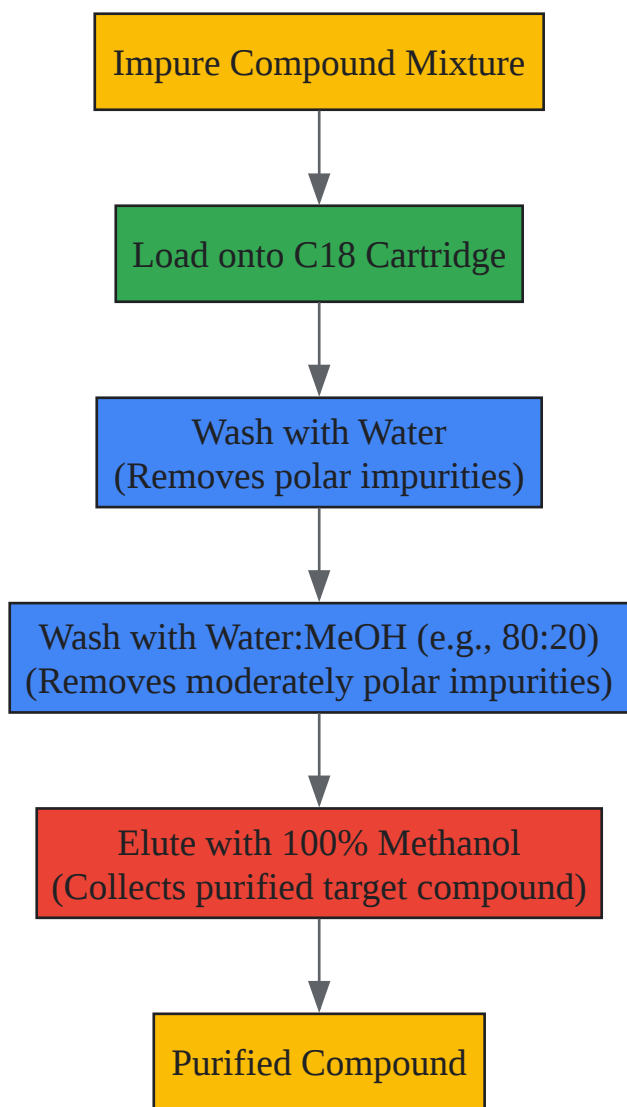 Impure Compound Mixture
Load onto C18 Cartridge
Wash with Water
(Removes polar impurities)
Wash with Water:MeOH (e.g., 80:20)
(Removes moderately polar impurities)
Elute with 100% Methanol
(Collects purified target compound)
Purified Compound